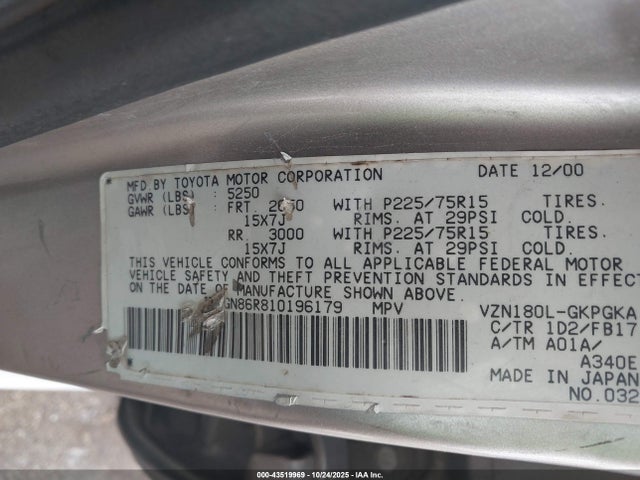 MFD BY TOYOTA MOTOR CORPORATION DATE 12/00
GVWR (LBS) : 5250
GAWR (LBS) FRT WITH P225/75R15 TIRES.
15X7J RIMS. AT 29PSI COLD.
RR 3000 WITH P225/75R15 TIRES.
15X7J RIMS. AT 29PSI COLD.
THIS VEHICLE CONFORMS TO ALL APPLICABLE FEDERAL MOTOR
VEHICLE SAFETY AND THEFT PREVENTION STANDARDS IN EFFECT
ON THE DATE OF MANUFACTURE SHOWN ABOVE.
GN86R810196179 MPV VZN180L-GKPGKA
C/TR 1D2/FB17
A/TM A01A/
A340E
MADE IN JAPAN
NO.032
000-43519969 - 10/24/2025 - IAA Inc.